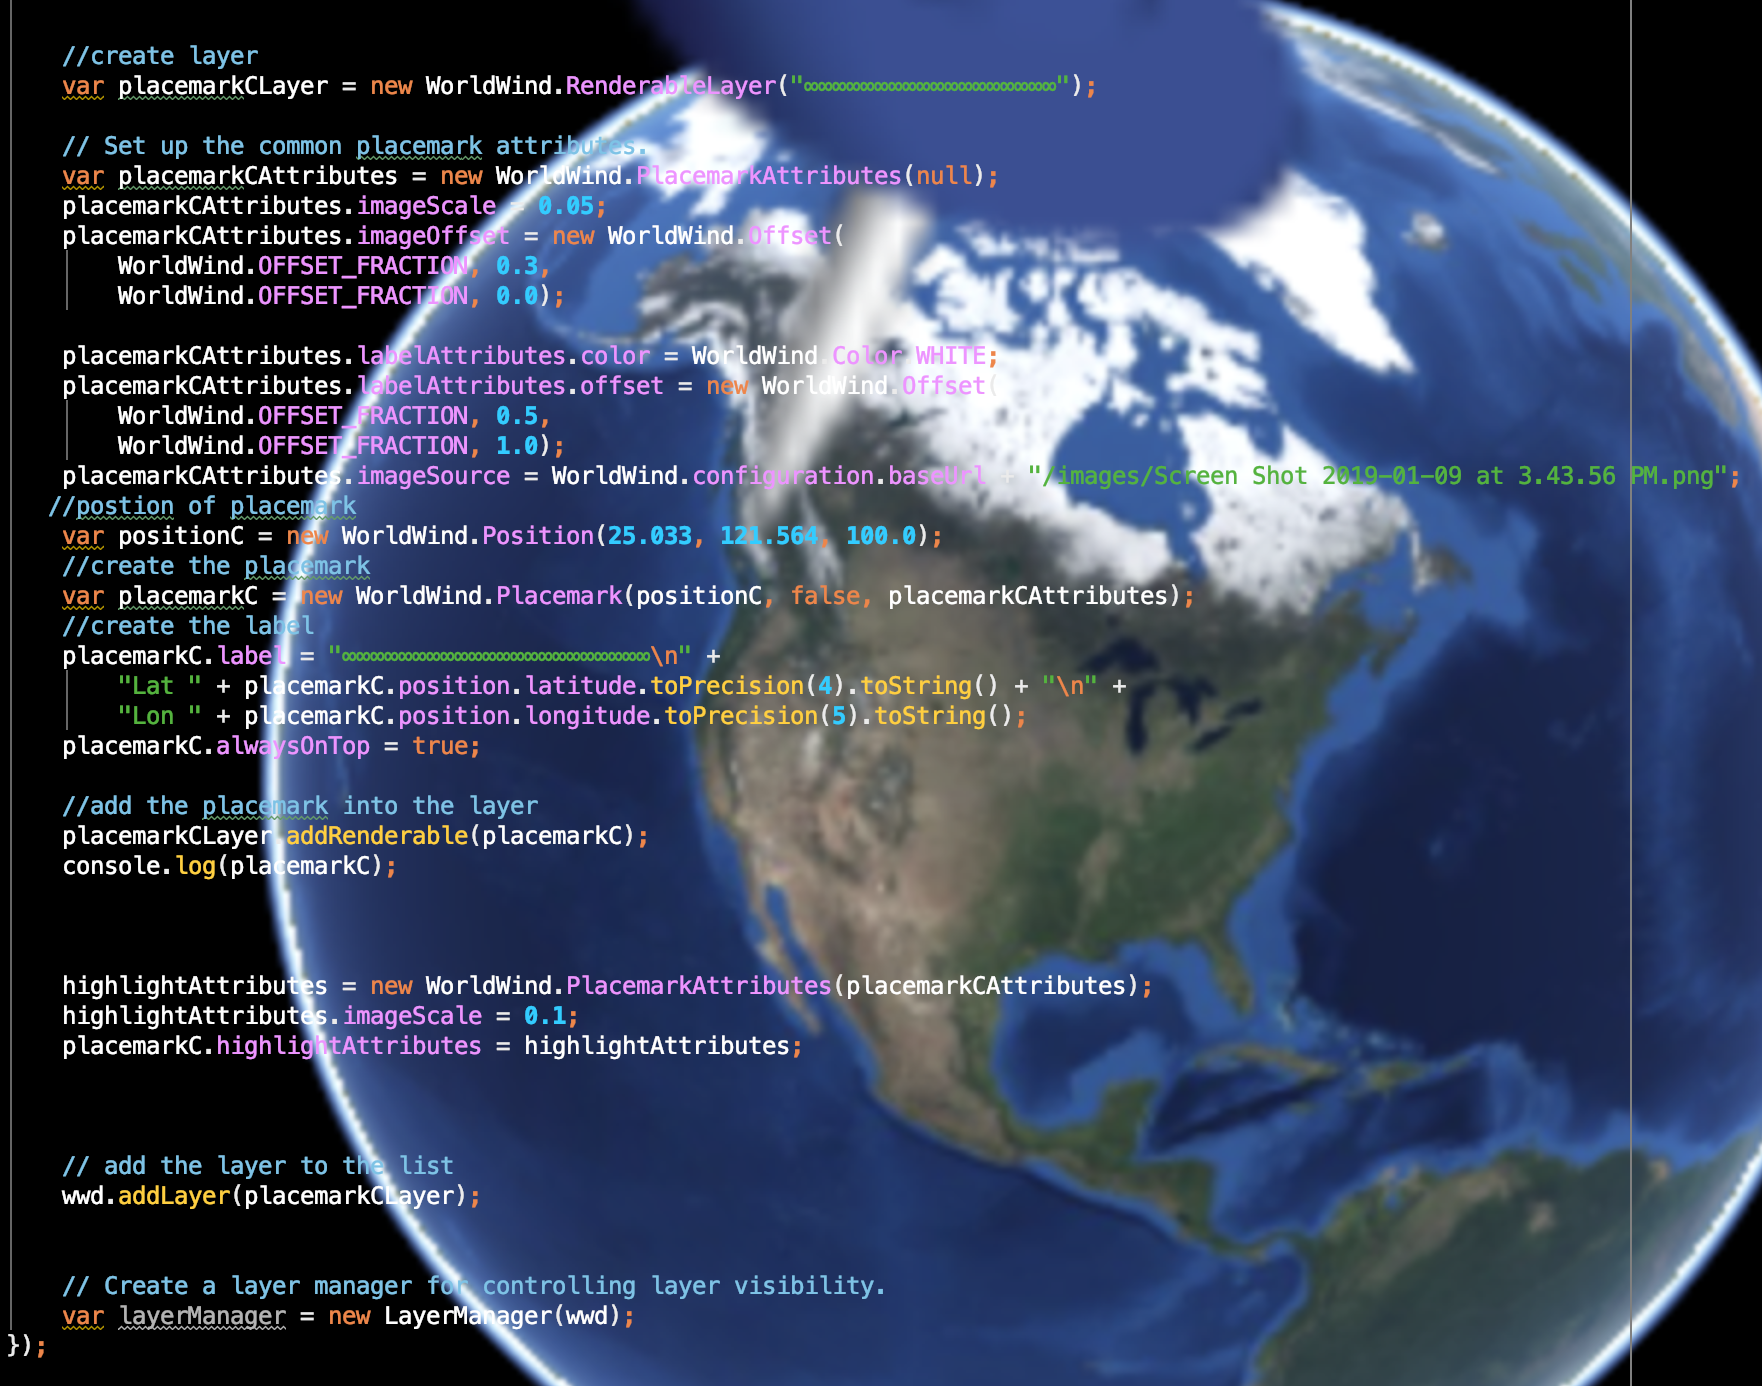 //create layer
var placemarkCLayer = new WorldWind.RenderableLayer("∞∞∞∞∞∞∞∞∞∞∞∞∞∞∞∞∞∞");
// Set up the common placemark attributes.
var placemarkCAttributes = new WorldWind.PlacemarkAttributes(null);
placemarkCAttributes.imageScale = 0.05;
placemarkCAttributes.imageOffset = new WorldWind.Offset(
WorldWind.OFFSET_FRACTION, 0.3,
WorldWind.OFFSET_FRACTION, 0.0);
placemarkCAttributes.labelAttributes.color = WorldWind.Color.WHITE;
placemarkCAttributes.labelAttributes.offset = new WorldWind.Offset(
WorldWind.OFFSET_FRACTION, 0.5,
WorldWind.OFFSET_FRACTION, 1.0);
placemarkCAttributes.imageSource = WorldWind.configuration.baseUrl + "/images/Screen Shot 2019-01-09 at 3.43.56 PM.png";
//postion of placemark
var positionC = new WorldWind.Position(25.033, 121.564, 100.0);
//create the placemark
var placemarkC = new WorldWind.Placemark(positionC, false, placemarkCAttributes);
//create the label
placemarkC.label = "∞∞∞∞∞∞∞∞∞∞∞∞∞∞∞∞∞∞∞∞∞∞\n" +
"Lat " + placemarkC.position.latitude.toPrecision(4).toString() + "\n" +
"Lon " + placemarkC.position.longitude.toPrecision(5).toString();
placemarkC.alwaysOnTop = true;
//add the placemark into the layer
placemarkCLayer.addRenderable(placemarkC);
console.log(placemarkC);
highlightAttributes = new WorldWind.PlacemarkAttributes(placemarkCAttributes);
highlightAttributes.imageScale = 0.1;
placemarkC.highlightAttributes = highlightAttributes;
// add the layer to the list
wwd.addLayer(placemarkCLayer);
// Create a layer manager for controlling layer visibility.
var layerManager = new LayerManager(wwd);
});